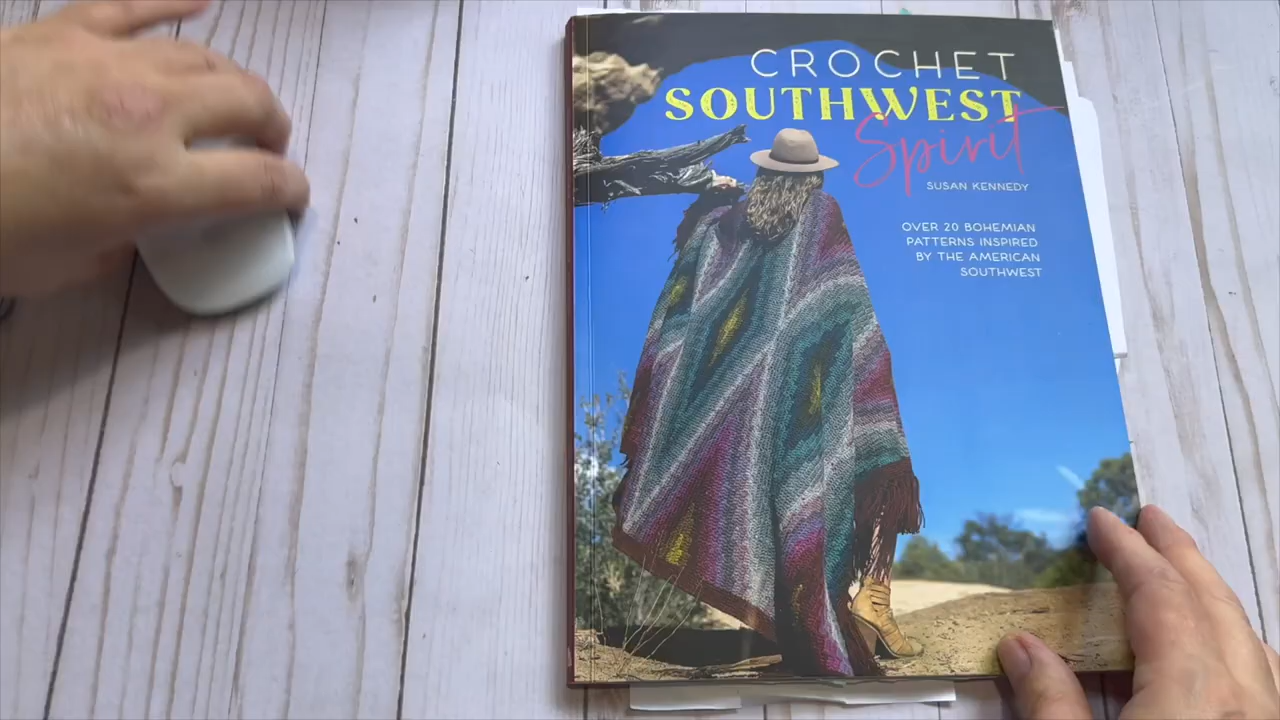 CROCHET
SOUTHWEST
Spirit
SUSAN KENNEDY
OVER 20 BOHEMIAN
PATTERNS INSPIRED
BY THE AMERICAN
SOUTHWEST